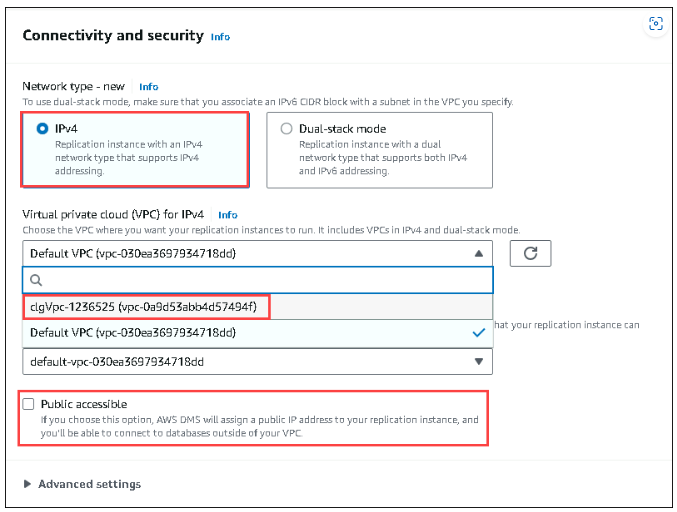 Connectivity and security Info
Network type - new Info
To use dual-stack mode, make sure that you associate an IPv6 CIDR block with a subnet in the VPC you specify.
IPv4
Replication instance with an IPv4
network type that supports IPv4
addressing.
Dual-stack mode
Replication instance with a dual
network type that supports both IPv4
and IPv6 addressing.
Virtual private cloud (VPC) for IPv4 Info
Choose the VPC where you want your replication instances to run. It includes VPCs in IPv4 and dual-stack mode.
Default VPC (vpc-030ea3697934718dd)
clgVpc-1236525 (vpc-0a9d53abb4d57494f)
Default VPC (vpc-030ea3697934718dd)
hat your replication instance can
default-vpc-030ea3697934718dd
Public accessible
If you choose this option, AWS DMS will assign a public IP address to your replication instance, and
you'll be able to connect to databases outside of your VPC.
Advanced settings